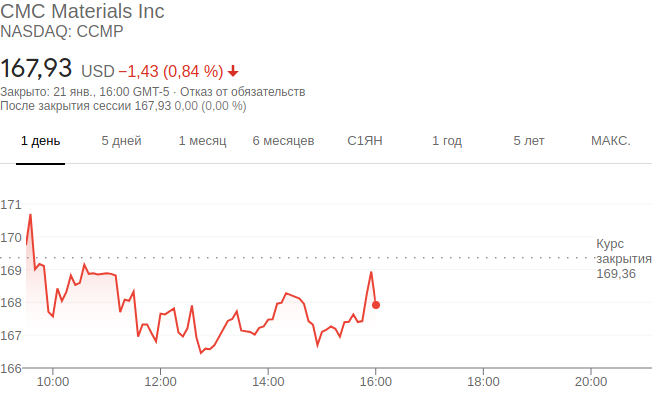 CMC Materials Inc
NASDAQ: CCMP
167,93 USD −1,43 (0,84 %)
Закрыто: 21 янв., 16:00 GMT-5 · Отказ от обязательств
После закрытия сессии 167,93 0,00 (0,00 %)
1 день 5 дней 1 месяц 6 месяцев С1ЯН 1 год 5 лет МАКС.
171
170
Курс
закрытия
169,36
169
168
167
166
10:00 12:00 14:00 16:00 18:00 20:00